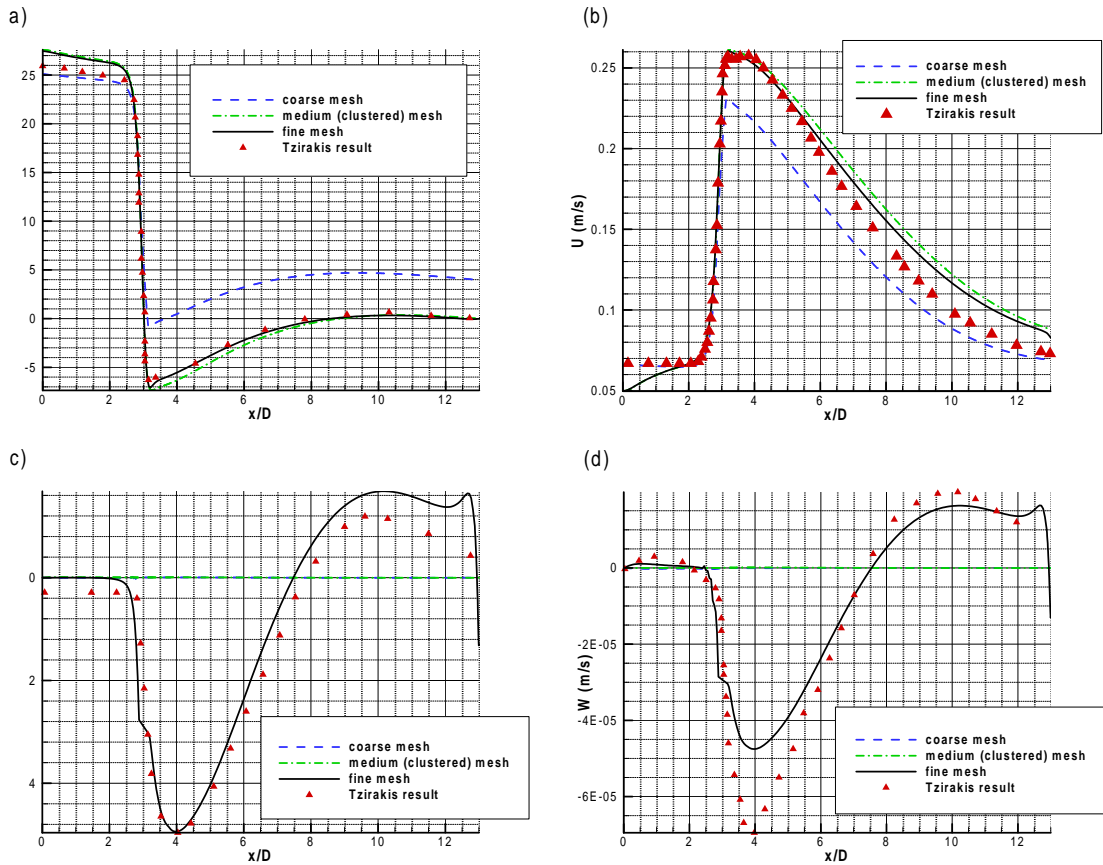 a)
25
20
15
10
5
0
-5
0
2
4
6
8
10
12
x/D
coarse mesh
medium (clustered) mesh
fine mesh
Tzirakis result
(b)
U (m/s)
0.25
0.2
0.15
0.1
0.05
0
2
4
6
8
10
12
x/D
coarse mesh
medium (clustered) mesh
fine mesh
Tzirakis result
c)
0
2
4
0
2
4
6
8
10
12
x/D
coarse mesh
medium (clustered) mesh
fine mesh
Tzirakis result
(d)
W (m/s)
0
-2E-05
-4E-05
-6E-05
0
2
4
6
8
10
12
x/D
coarse mesh
medium (clustered) mesh
fine mesh
Tzirakis result